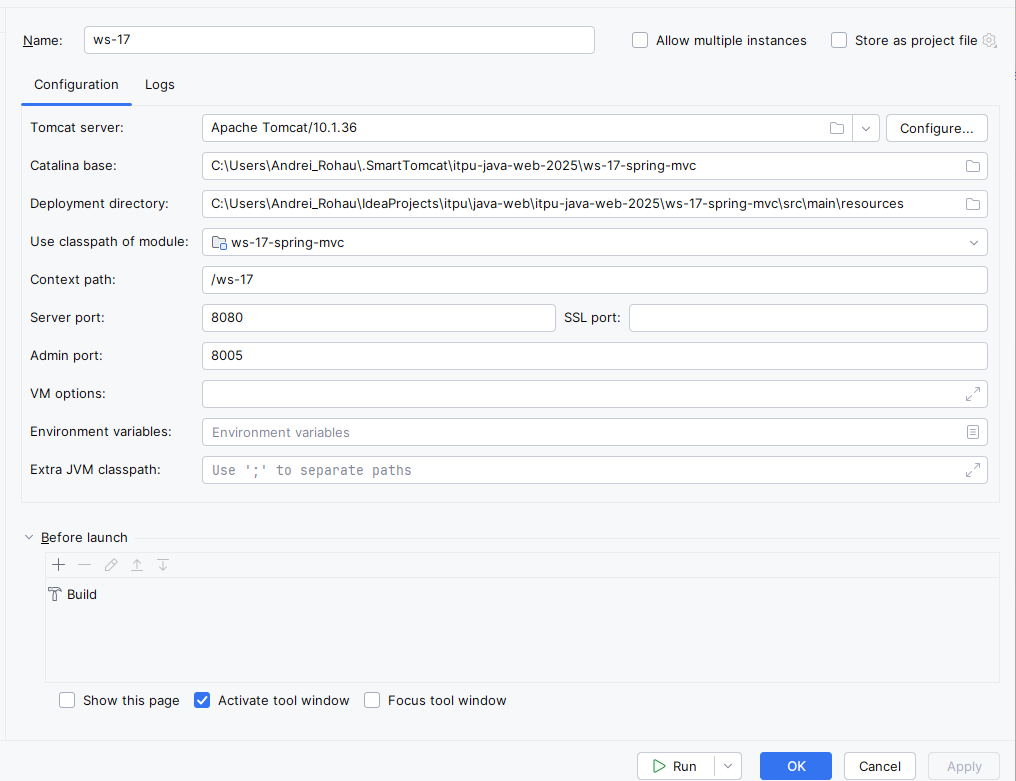 Name: ws-17 Allow multiple instances Store as project file
Configuration Logs
Tomcat server: Apache Tomcat/10.1.36 Configure...
Catalina base: C:\Users\Andrei_Rohau\.SmartTomcat\itpu-java-web-2025\ws-17-spring-mvc
Deployment directory: C:\Users\Andrei_Rohau\IdeaProjects\itpu\java-web\itpu-java-web-2025\ws-17-spring-mvc\src\main\resources
Use classpath of module: ws-17-spring-mvc
Context path: /ws-17
Server port: 8080 SSL port:
Admin port: 8005
VM options:
Environment variables: Environment variables
Extra JVM classpath: Use ';' to separate paths
Before launch
Build
Show this page Activate tool window Focus tool window
Run OK Cancel Apply